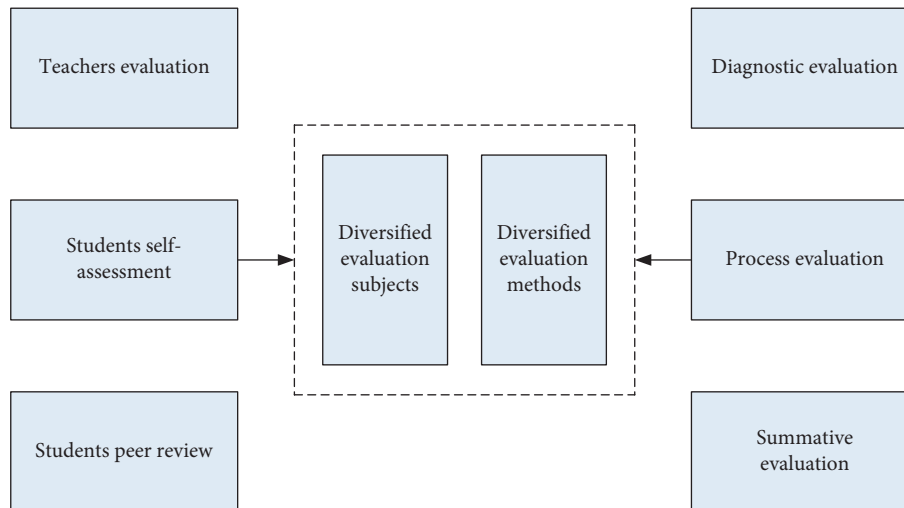 Teachers evaluation
Diagnostic evaluation
Students self-
assessment
Diversified
evaluation
subjects
Diversified
evaluation
methods
Process evaluation
Students peer review
Summative
evaluation